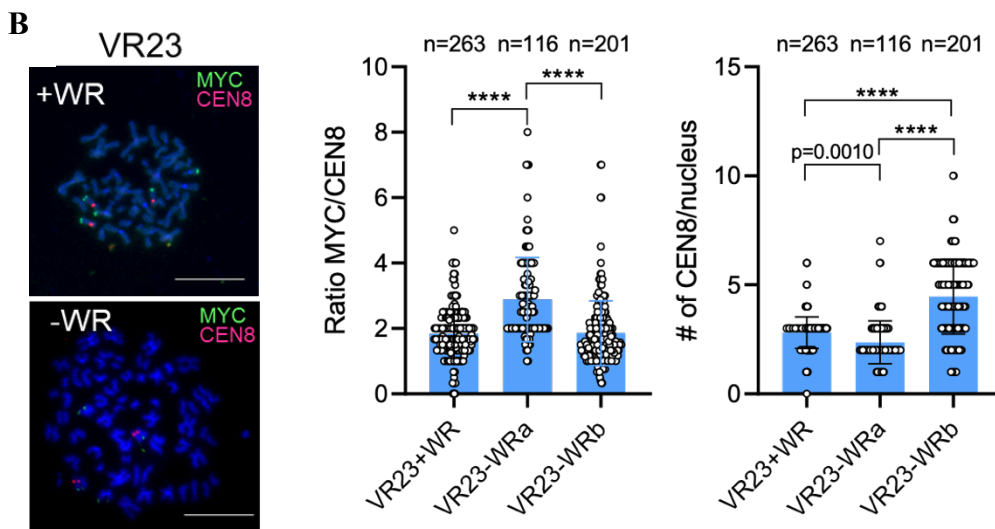 B
VR23
+WR
MYC
CEN8
-WR
MYC
CEN8
n=263 n=116 n=201
Ratio MYC/CEN8
10
8
6
4
2
0
****
****
VR23+WR
VR23-WRa
VR23-WRb
n=263 n=116 n=201
# of CEN8/nucleus
15
10
5
0
****
****
p=0.0010
VR23+WR
VR23-WRa
VR23-WRb